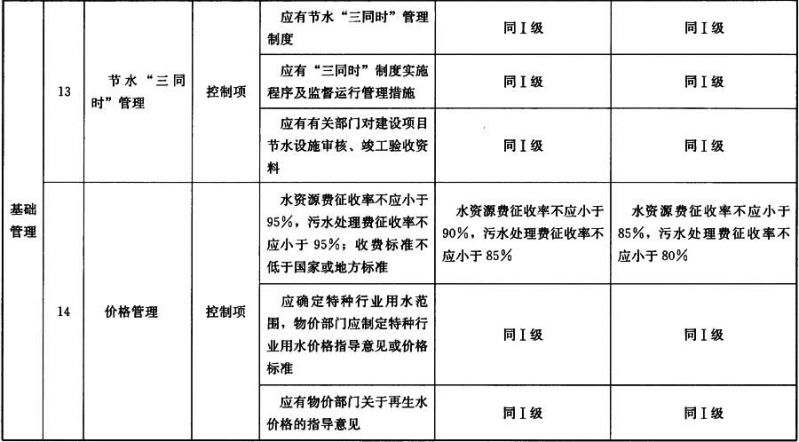 基础
管理
13
节水“三同
时”管理
控制项
应有节水“三同时”管理
制度
同Ⅰ级
同Ⅰ级
应有“三同时”制度实施
程序及监督运行管理措施
同Ⅰ级
同Ⅰ级
应有有关部门对建设项目
节水设施审核、竣工验收资
料
同Ⅰ级
同Ⅰ级
14
价格管理
控制项
水资源费征收率不应小于
95%，污水处理费征收率不
应小于95%；收费标准不
低于国家或地方标准
水资源费征收率不应小于
90%，污水处理费征收率不
应小于85%
水资源费征收率不应小于
85%，污水处理费征收率不
应小于80%
应确定特种行业用水范
围，物价部门应制定特种行
业用水价格指导意见或价格
标准
同Ⅰ级
同Ⅰ级
应有物价部门关于再生水
价格的指导意见
同Ⅰ级
同Ⅰ级